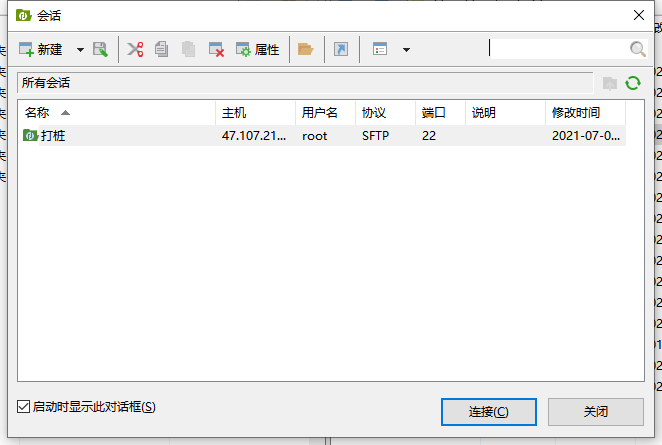 会话
新建
属性
所有会话
名称 主机 用户名 协议 端口 说明 修改时间
打桩 47.107.21... root SFTP 22 2021-07-0...
启动时显示此对话框(S)
连接(C) 关闭